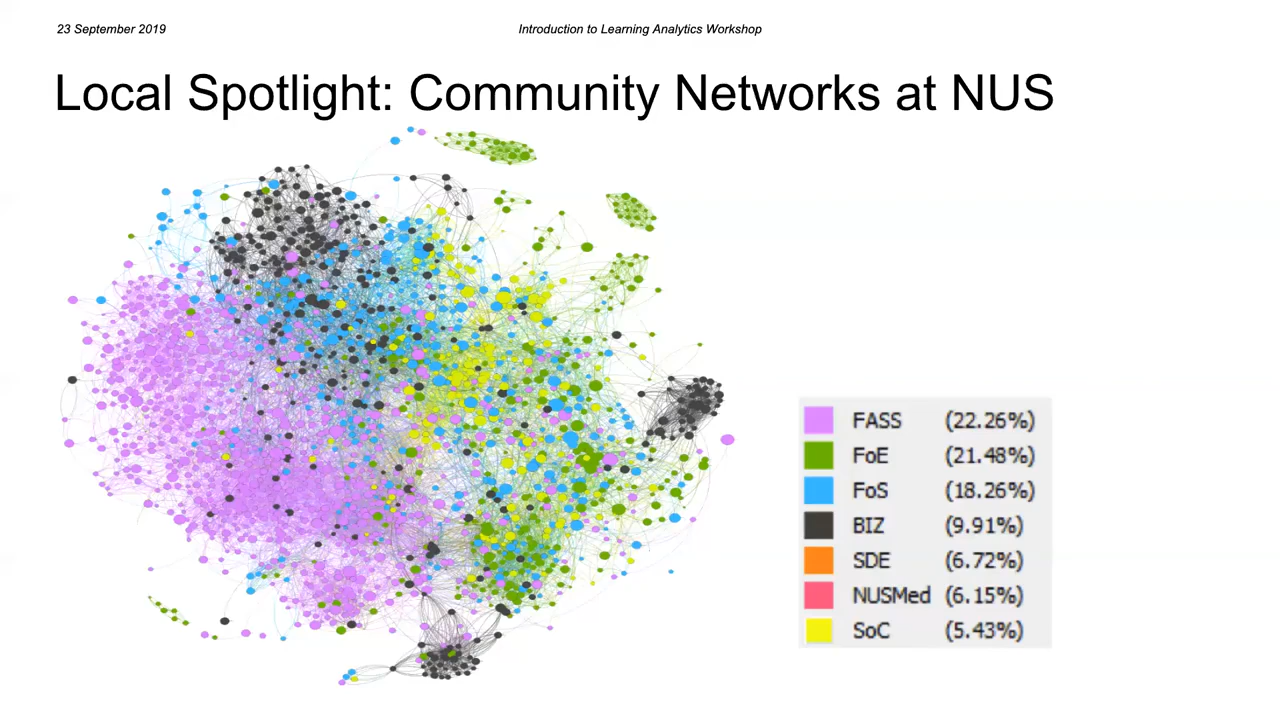 23 September 2019
Introduction to Learning Analytics Workshop
Local Spotlight: Community Networks at NUS
FASS (22.26%)
FoE (21.48%)
FoS (18.26%)
BIZ (9.91%)
SDE (6.72%)
NUSMed (6.15%)
SoC (5.43%)